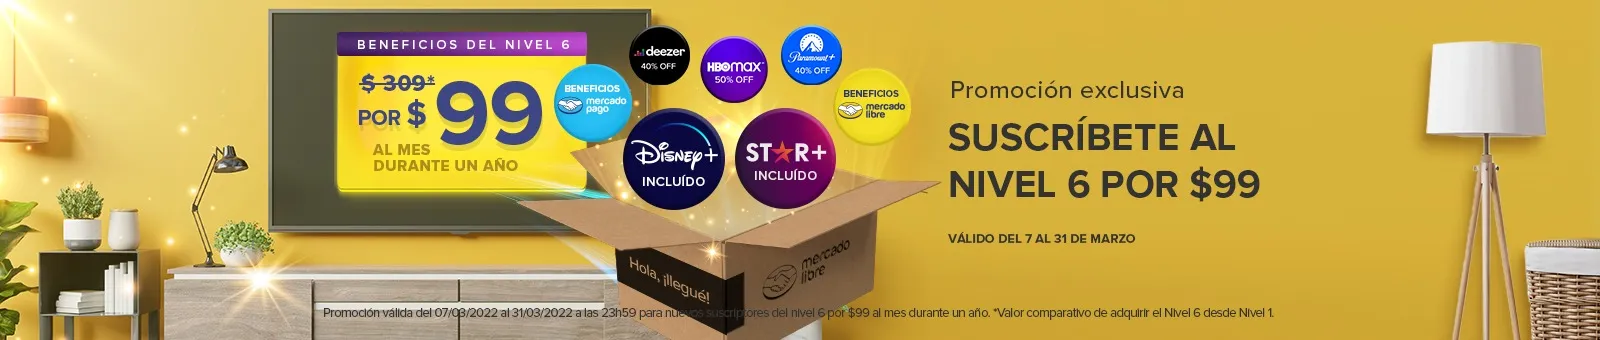 BENEFICIOS DEL NIVEL 6
$ 309*
POR $ 99
AL MES
DURANTE UN AÑO
BENEFICIOS
mercado
pago
deezer
40% OFF
HBOmax
50% OFF
Paramount+
40% OFF
BENEFICIOS
mercado
libre
Disney+
INCLUÍDO
STAR+
INCLUÍDO
Hola, ¡llegué!
mercado
libre
Promoción exclusiva
SUSCRÍBETE AL
NIVEL 6 POR $99
VÁLIDO DEL 7 AL 31 DE MARZO
Promoción válida del 07/03/2022 al 31/03/2022 a las 23h59 para nuevos suscriptores del nivel 6 por $99 al mes durante un año. *Valor comparativo de adquirir el Nivel 6 desde Nivel 1.